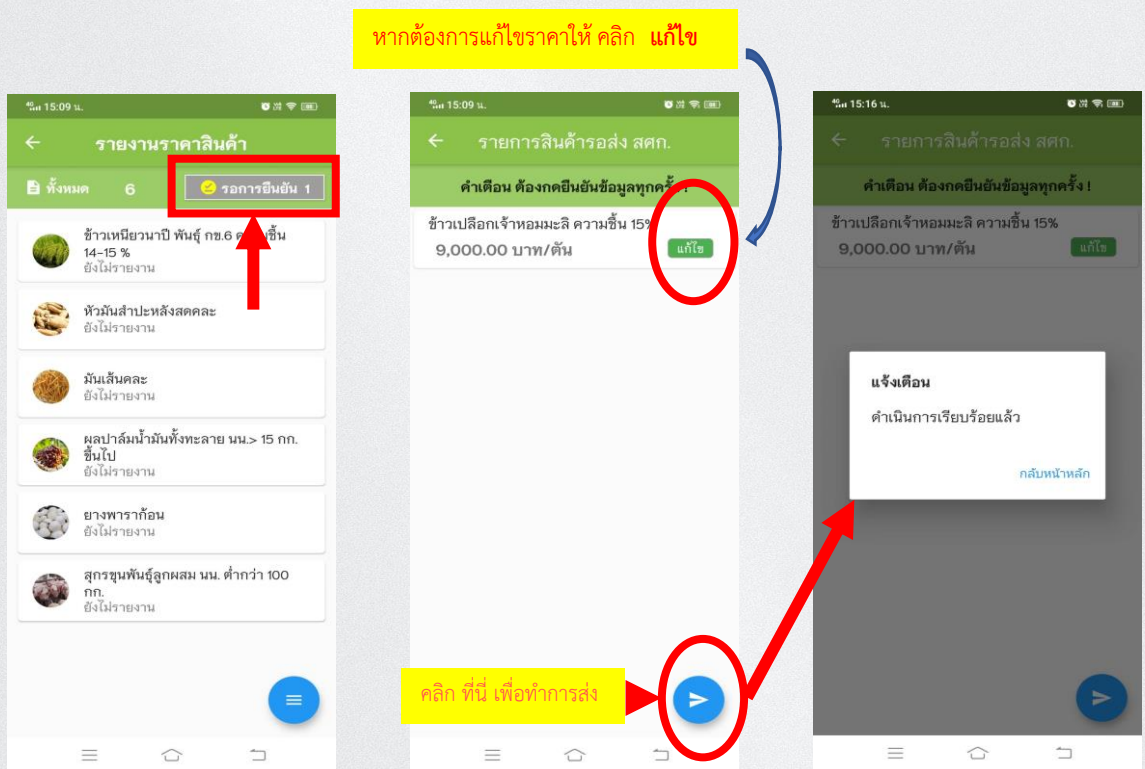 หากต้องการแก้ไขราคาให้ คลิก แก้ไข
15:09 น.
รายงานราคาสินค้า
ทั้งหมด 6 รอการยืนยัน 1
ข้าวเหนียวนาปี พันธุ์ กข.6
14-15 %
ยังไม่รายงาน
หัวมันสำปะหลังสดคละ
ยังไม่รายงาน
มันเส้นคละ
ยังไม่รายงาน
ผลปาล์มน้ำมันทั้งทะลาย นน.> 15 กก.
ขึ้นไป
ยังไม่รายงาน
ยางพาราก้อน
ยังไม่รายงาน
สุกรขุนพันธุ์ลูกผสม นน. ต่ำกว่า 100
กก.
ยังไม่รายงาน
15:09 น.
รายการสินค้ารอส่ง สศก.
คำเตือน ต้องกดยืนยันข้อมูลทุกครั้ง !
ข้าวเปลือกเจ้าหอมมะลิ ความชื้น 15%
9,000.00 บาท/ตัน แก้ไข
คลิก ที่นี่ เพื่อทำการส่ง
15:16 น.
รายการสินค้ารอส่ง สศก.
คำเตือน ต้องกดยืนยันข้อมูลทุกครั้ง !
ข้าวเปลือกเจ้าหอมมะลิ ความชื้น 15%
9,000.00 บาท/ตัน แก้ไข
แจ้งเตือน
ดำเนินการเรียบร้อยแล้ว
กลับหน้าหลัก